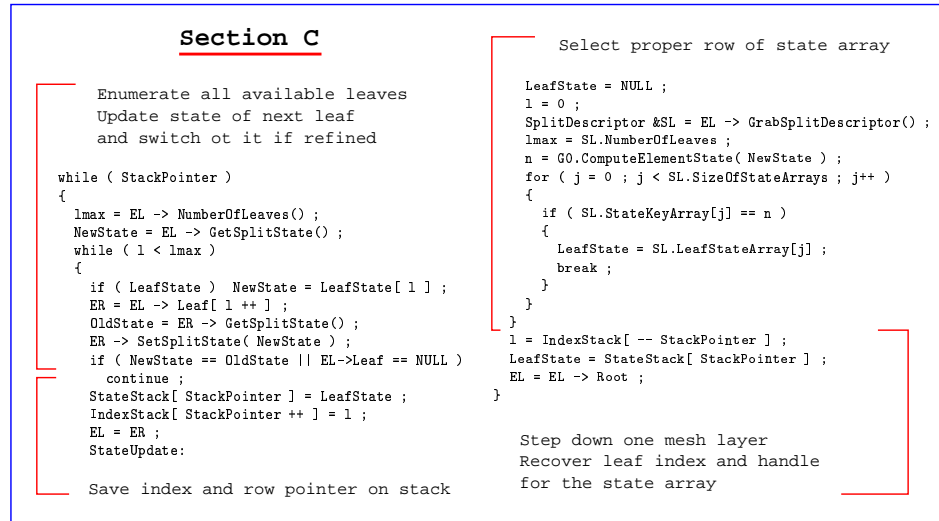 Section C
Enumerate all available leaves
Update state of next leaf
and switch ot it if refined
while ( StackPointer )
{
lmax = EL -> NumberOfLeaves() ;
NewState = EL -> GetSplitState() ;
while ( l < lmax )
{
if ( LeafState )  NewState = LeafState[ l ] ;
ER = EL -> Leaf[ l ++ ] ;
OldState = ER -> GetSplitState() ;
ER -> SetSplitState( NewState ) ;
if ( NewState == OldState || EL->Leaf == NULL )
continue ;
StateStack[ StackPointer ] = LeafState ;
IndexStack[ StackPointer ++ ] = l ;
EL = ER ;
StateUpdate:
Save index and row pointer on stack
Select proper row of state array
LeafState = NULL ;
l = 0 ;
SplitDescriptor &SL = EL -> GrabSplitDescriptor() ;
lmax = SL.NumberOfLeaves ;
n = G0.ComputeElementState( NewState ) ;
for ( j = 0 ; j < SL.SizeOfStateArrays ; j++ )
{
if ( SL.StateKeyArray[j] == n )
{
LeafState = SL.LeafStateArray[j] ;
break ;
}
}
}
l = IndexStack[ -- StackPointer ] ;
LeafState = StateStack[ StackPointer ] ;
EL = EL -> Root ;
}
Step down one mesh layer
Recover leaf index and handle
for the state array